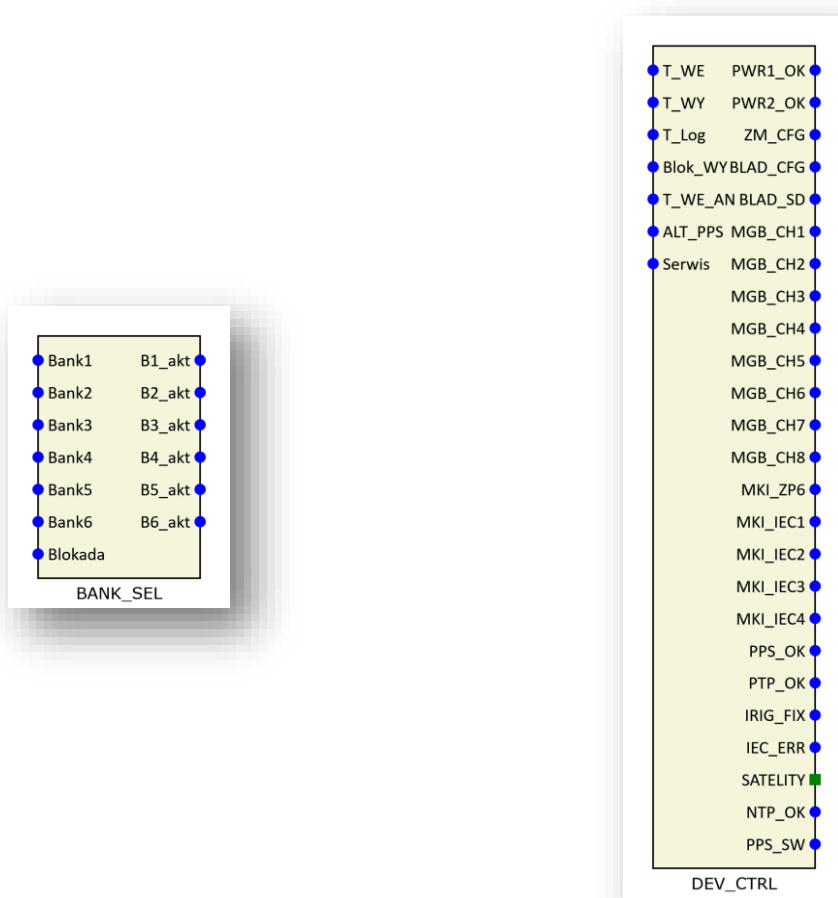 Bank1 B1_akt
Bank2 B2_akt
Bank3 B3_akt
Bank4 B4_akt
Bank5 B5_akt
Bank6 B6_akt
Blokada
BANK_SEL
T_WE PWR1_OK
T_WY PWR2_OK
T_Log ZM_CFG
Blok_WY BLAD_CFG
T_WE_AN BLAD_SD
ALT_PPS MGB_CH1
Serwis MGB_CH2
MGB_CH3
MGB_CH4
MGB_CH5
MGB_CH6
MGB_CH7
MGB_CH8
MKI_ZP6
MKI_IEC1
MKI_IEC2
MKI_IEC3
MKI_IEC4
PPS_OK
PTP_OK
IRIG_FIX
IEC_ERR
SATELITY
NTP_OK
PPS_SW
DEV_CTRL